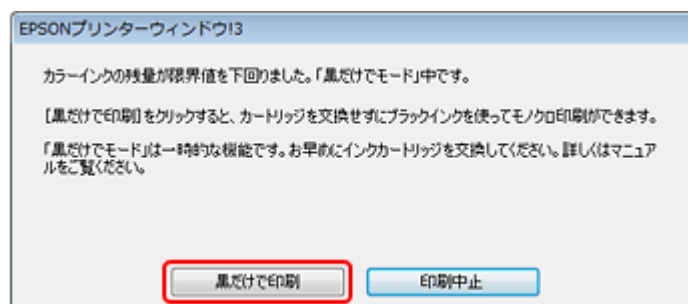 EPSONプリンターウィンドウ!3
カラーインクの残量が限界値を下回りました。「黒だけでモード」中です。
[黒だけで印刷]をクリックすると、カートリッジを交換せずにブラックインクを使ってモノクロ印刷ができます。
「黒だけでモード」は一時的な機能です。お早めにインクカートリッジを交換してください。詳しくはマニュア
ルをご覧ください。
黒だけで印刷
印刷中止